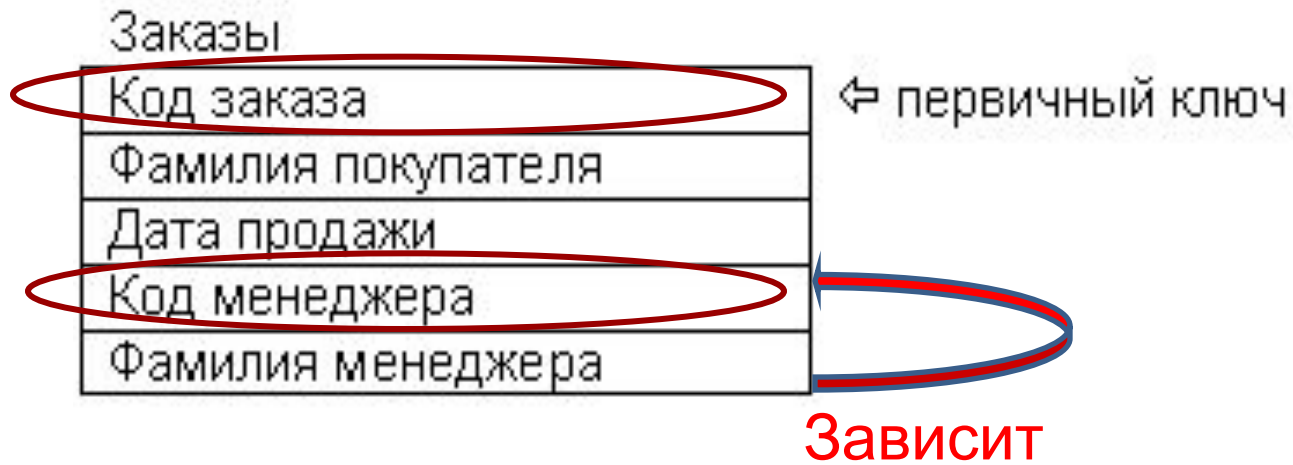 Заказы
Код заказа ⇦ первичный ключ
Фамилия покупателя
Дата продажи
Код менеджера
Фамилия менеджера
Зависит